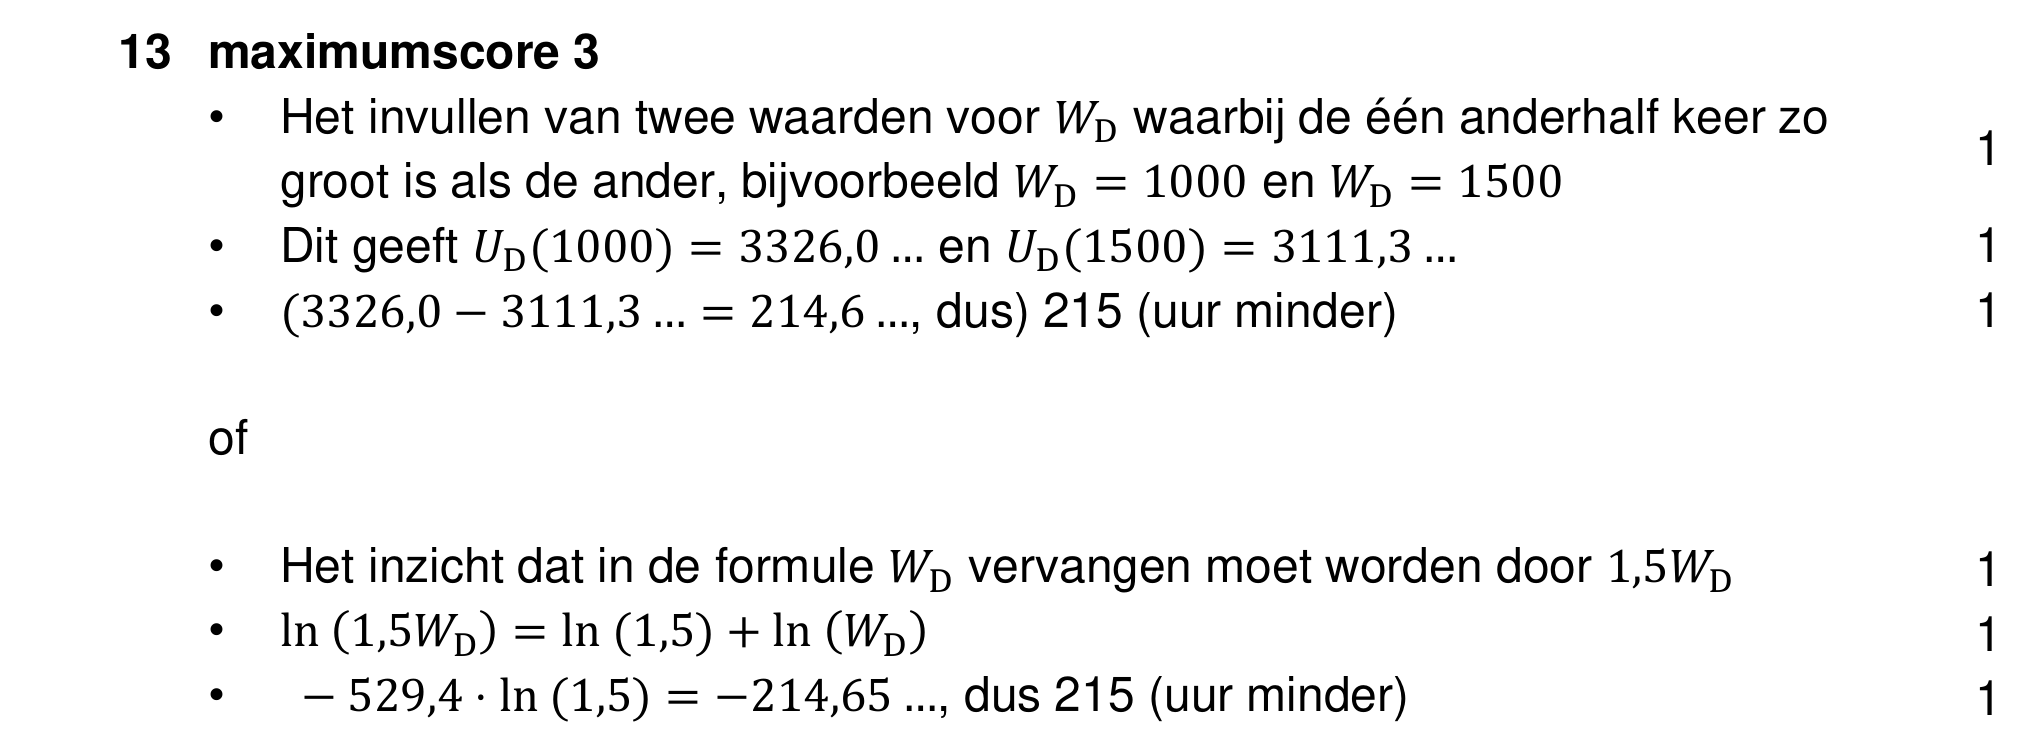 13 maximumscore 3
• Het invullen van twee waarden voor W_D waarbij de één anderhalf keer zo
groot is als de ander, bijvoorbeeld W_D = 1000 en W_D = 1500 1
• Dit geeft U_D(1000) = 3326,0 ... en U_D(1500) = 3111,3 ... 1
• (3326,0 − 3111,3 ... = 214,6 ..., dus) 215 (uur minder) 1
of
• Het inzicht dat in de formule W_D vervangen moet worden door 1,5W_D 1
• ln (1,5W_D) = ln (1,5) + ln (W_D) 1
• − 529,4 · ln (1,5) = −214,65 ..., dus 215 (uur minder) 1